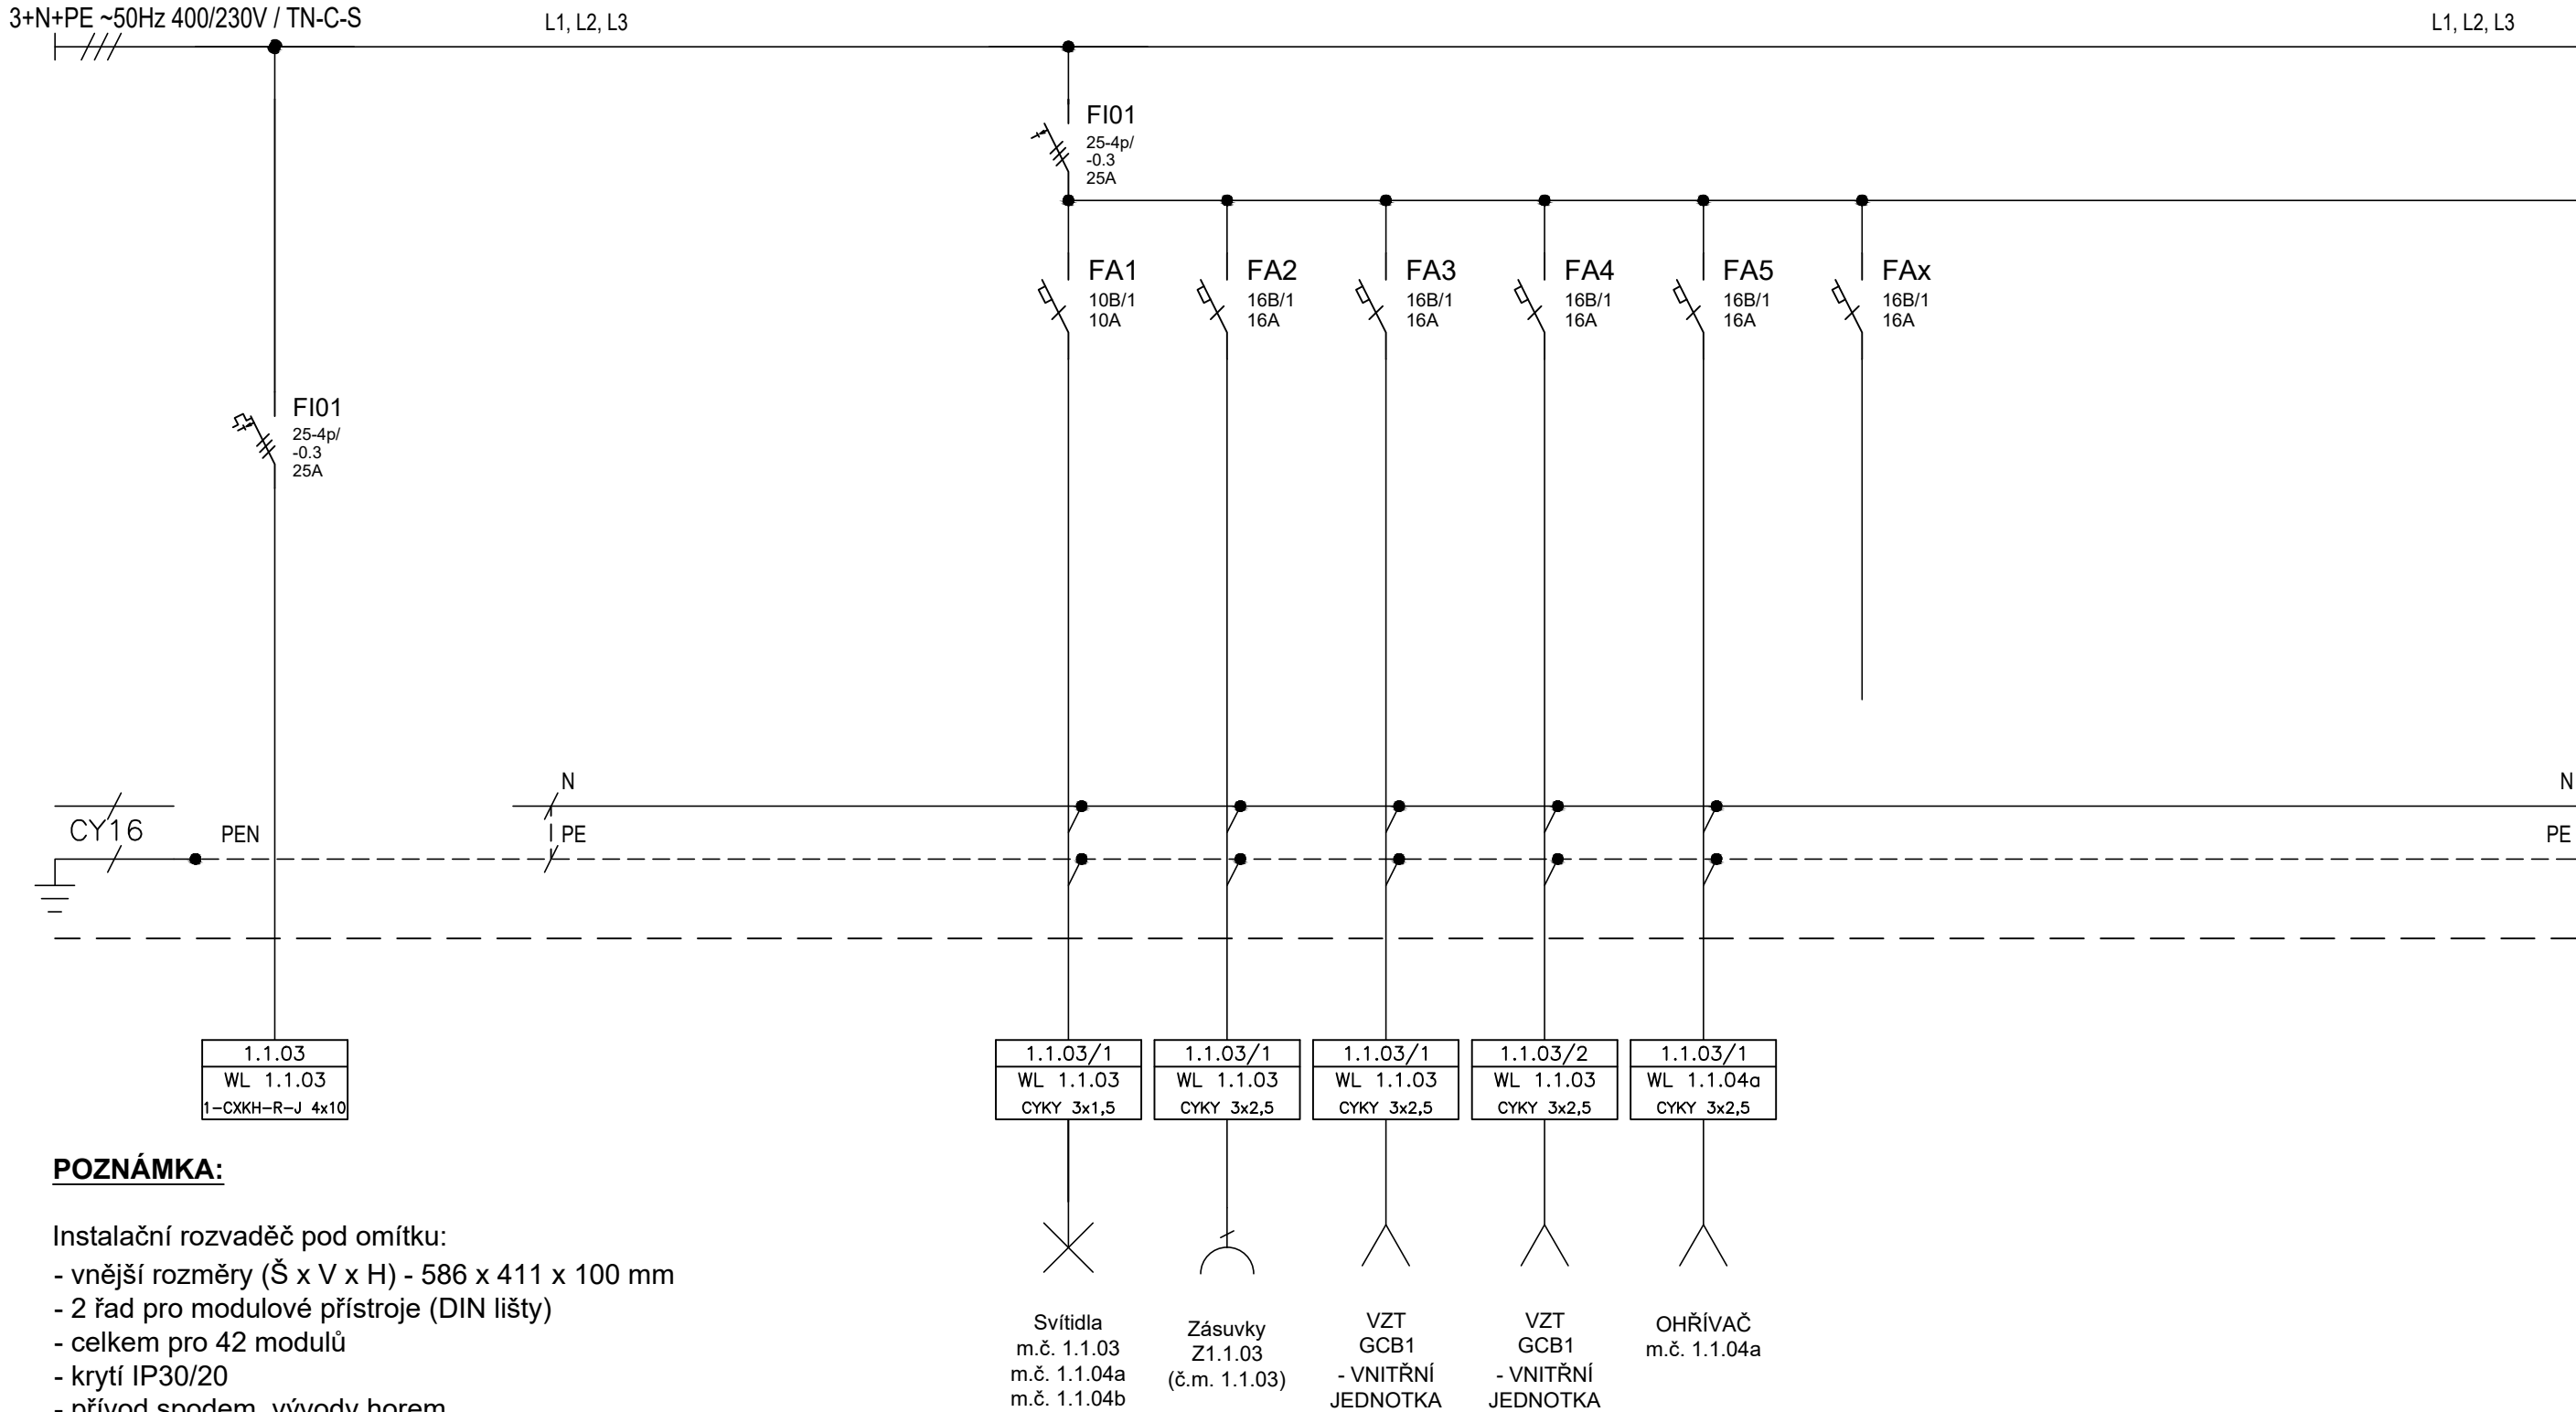 3+N+PE ~50Hz 400/230V / TN-C-S
L1, L2, L3
L1, L2, L3
FI01
25-4p/
-0.3
25A
FA1
10B/1
10A
FA2
16B/1
16A
FA3
16B/1
16A
FA4
16B/1
16A
FA5
16B/1
16A
FAx
16B/1
16A
FI01
25-4p/
-0.3
25A
N
N
CY16
PEN
PE
PE
1.1.03
WL 1.1.03
1-CXKH-R-J 4x10
1.1.03/1
WL 1.1.03
CYKY 3x1,5
1.1.03/1
WL 1.1.03
CYKY 3x2,5
1.1.03/1
WL 1.1.03
CYKY 3x2,5
1.1.03/2
WL 1.1.03
CYKY 3x2,5
1.1.03/1
WL 1.1.04a
CYKY 3x2,5
Svítidla
m.č. 1.1.03
m.č. 1.1.04a
m.č. 1.1.04b
Zásuvky
Z1.1.03
(č.m. 1.1.03)
VZT
GCB1
- VNITŘNÍ
JEDNOTKA
VZT
GCB1
- VNITŘNÍ
JEDNOTKA
OHŘÍVAČ
m.č. 1.1.04a
POZNÁMKA:
Instalační rozvaděč pod omítku:
- vnější rozměry (Š x V x H) - 586 x 411 x 100 mm
- 2 řad pro modulové přístroje (DIN lišty)
- celkem pro 42 modulů
- krytí IP30/20
- přívod spodem, vývody horem